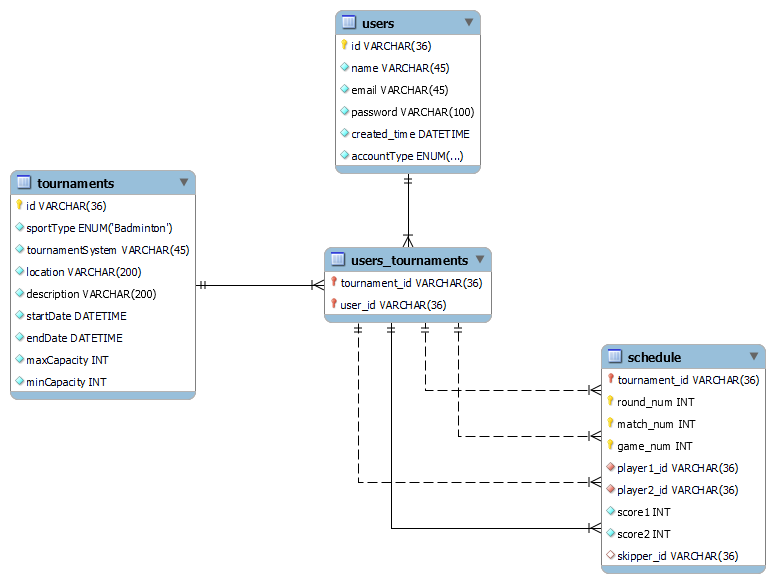 users
id VARCHAR(36)
name VARCHAR(45)
email VARCHAR(45)
password VARCHAR(100)
created_time DATETIME
accountType ENUM(...)
tournaments
id VARCHAR(36)
sportType ENUM('Badminton')
tournamentSystem VARCHAR(45)
location VARCHAR(200)
description VARCHAR(200)
startDate DATETIME
endDate DATETIME
maxCapacity INT
minCapacity INT
users_tournaments
tournament_id VARCHAR(36)
user_id VARCHAR(36)
schedule
tournament_id VARCHAR(36)
round_num INT
match_num INT
game_num INT
player1_id VARCHAR(36)
player2_id VARCHAR(36)
score1 INT
score2 INT
skipper_id VARCHAR(36)